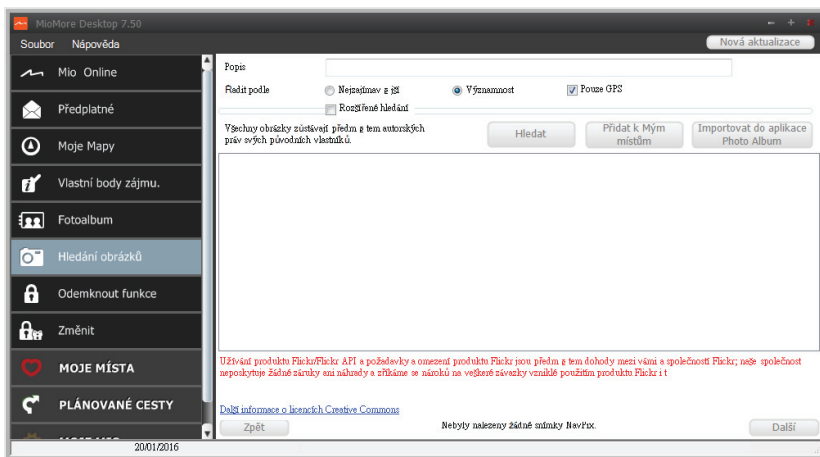 MioMore Desktop 7.50
Soubor Nápověda
Nová aktualizace
Mio Online
Předplatné
Moje Mapy
Vlastní body zájmu.
Fotoalbum
Hledání obrázků
Odemknout funkce
Změnit
MOJE MÍSTA
PLÁNOVANÉ CESTY
Popis
Řadit podle Nejzajímav ě jší Významnost Pouze GPS
Rozšířené hledání
Všechny obrázky zůstávají předm ě tem autorských
práv svých původních vlastníků.
Hledat
Přidat k Mým
místům
Importovat do aplikace
Photo Album
Užívání produktu Flickr/Flickr API a požadavky a omezení produktu Flickr jsou předm ě tem dohody mezi vámi a společností Flickr; naše společnost
neposkytuje žádné záruky ani náhrady a zříkáme se nároků na veškeré závazky vzniklé použitím produktu Flickr i t
Další informace o licencích Creative Commons
Zpět
Nebyly nalezeny žádné snímky NavPix.
Další
20/01/2016